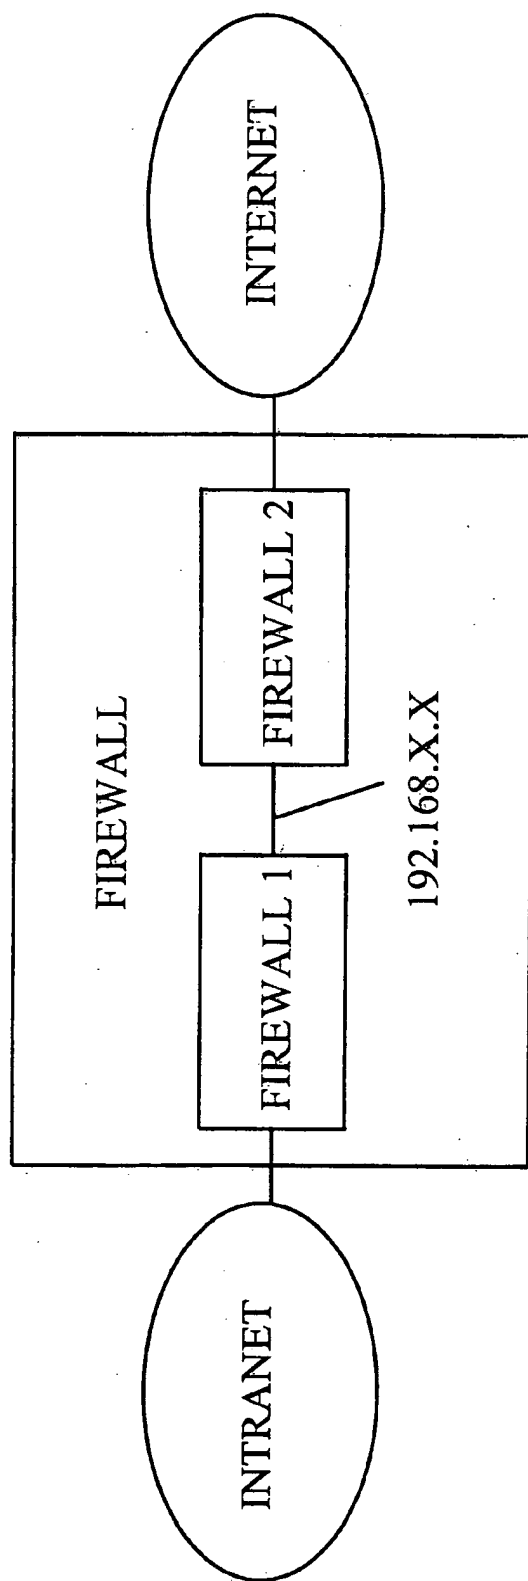 FIREWALL
INTRANET
FIREWALL 1
FIREWALL 2
INTERNET
192.168.X.X